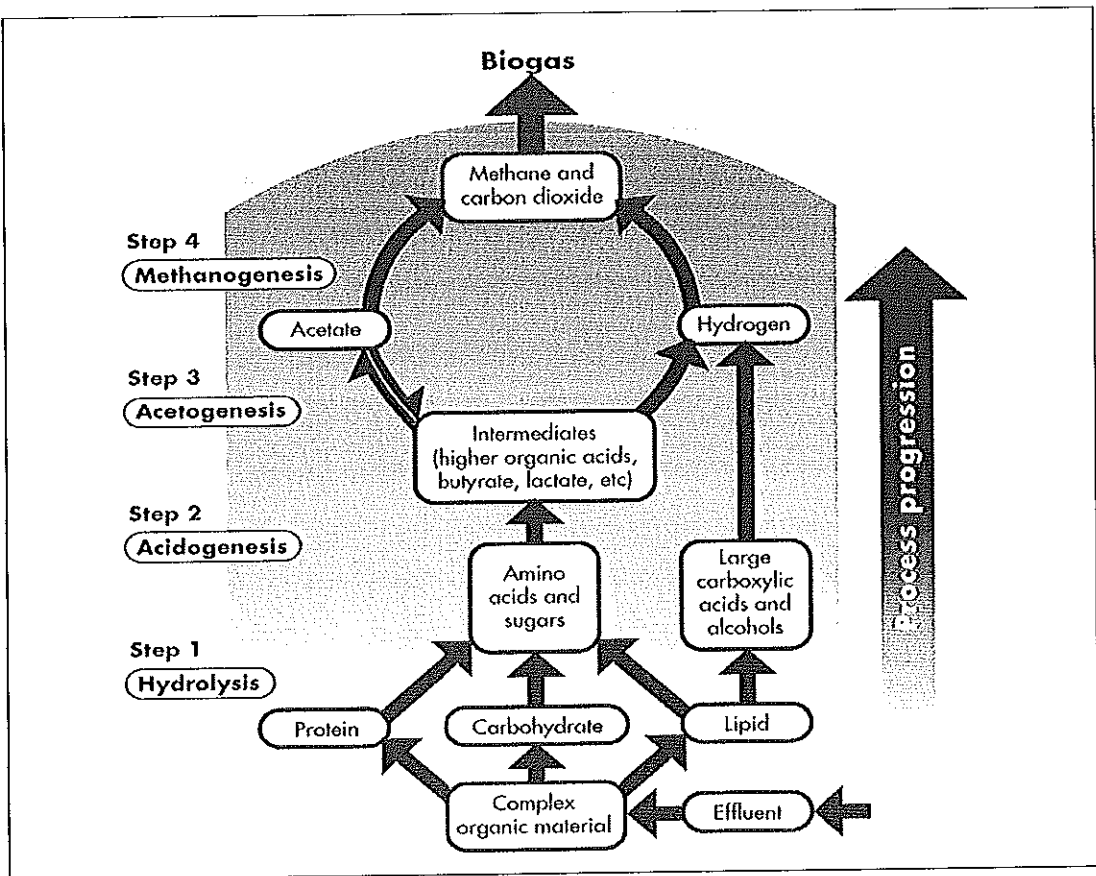 Biogas
Methane and
carbon dioxide
Step 4
Methanogenesis
Acetate
Hydrogen
Step 3
Acetogenesis
Intermediates
(higher organic acids,
butyrate, lactate, etc)
Step 2
Acidogenesis
Amino
acids and
sugars
Large
carboxylic
acids and
alcohols
Process progression
Step 1
Hydrolysis
Protein
Carbohydrate
Lipid
Complex
organic material
Effluent